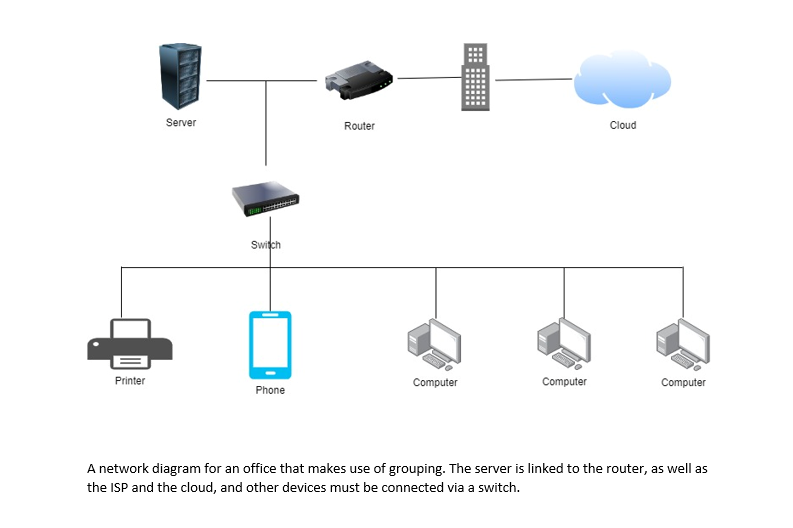 Server
Router
Cloud
Switch
Printer
Phone
Computer
Computer
Computer
A network diagram for an office that makes use of grouping. The server is linked to the router, as well as
the ISP and the cloud, and other devices must be connected via a switch.